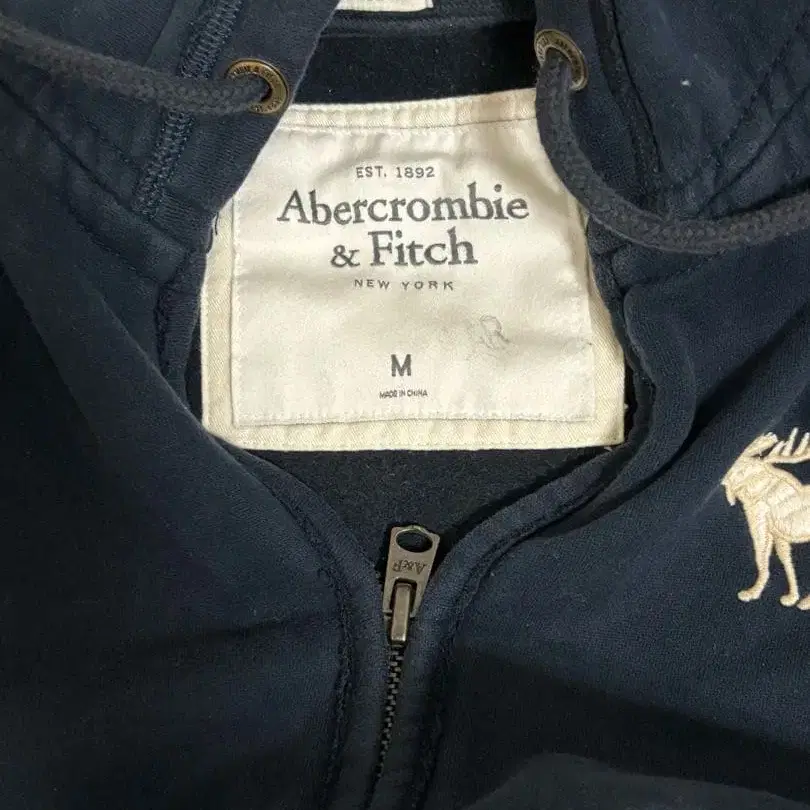 EST. 1892
Abercrombie
& Fitch
NEW YORK
M
MADE IN CHINA
A&F